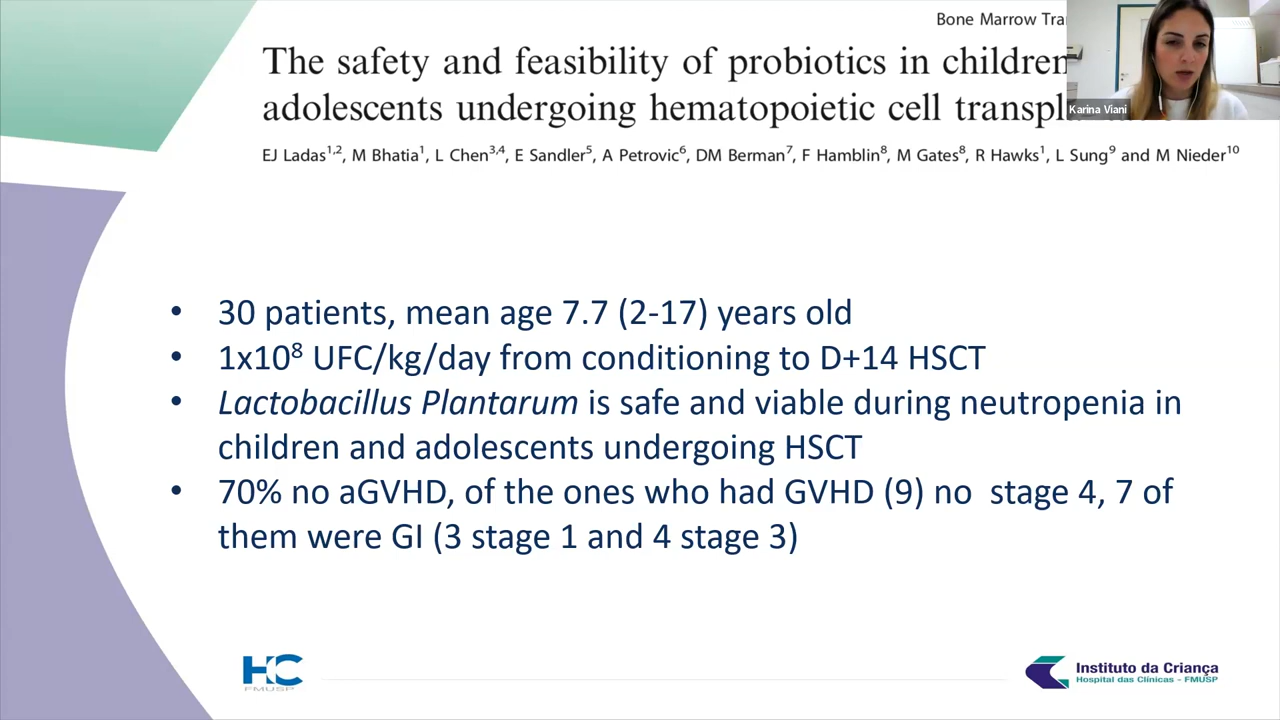 Bone Marrow
The safety and feasibility of probiotics in children
adolescents undergoing hematopoietic cell
Karina Viani
EJ Ladas1,2, M Bhatia1, L Chen3,4, E Sandler5, A Petrovic6, DM Berman7, F Hamblin8, M Gates8, R Hawks1, L Sung9 and M Nieder10
• 30 patients, mean age 7.7 (2-17) years old
• 1x10⁸ UFC/kg/day from conditioning to D+14 HSCT
• Lactobacillus Plantarum is safe and viable during neutropenia in
children and adolescents undergoing HSCT
• 70% no aGVHD, of the ones who had GVHD (9) no stage 4, 7 of
them were GI (3 stage 1 and 4 stage 3)
HC
FMUSP
Instituto da Criança
Hospital das Clínicas - FMUSP